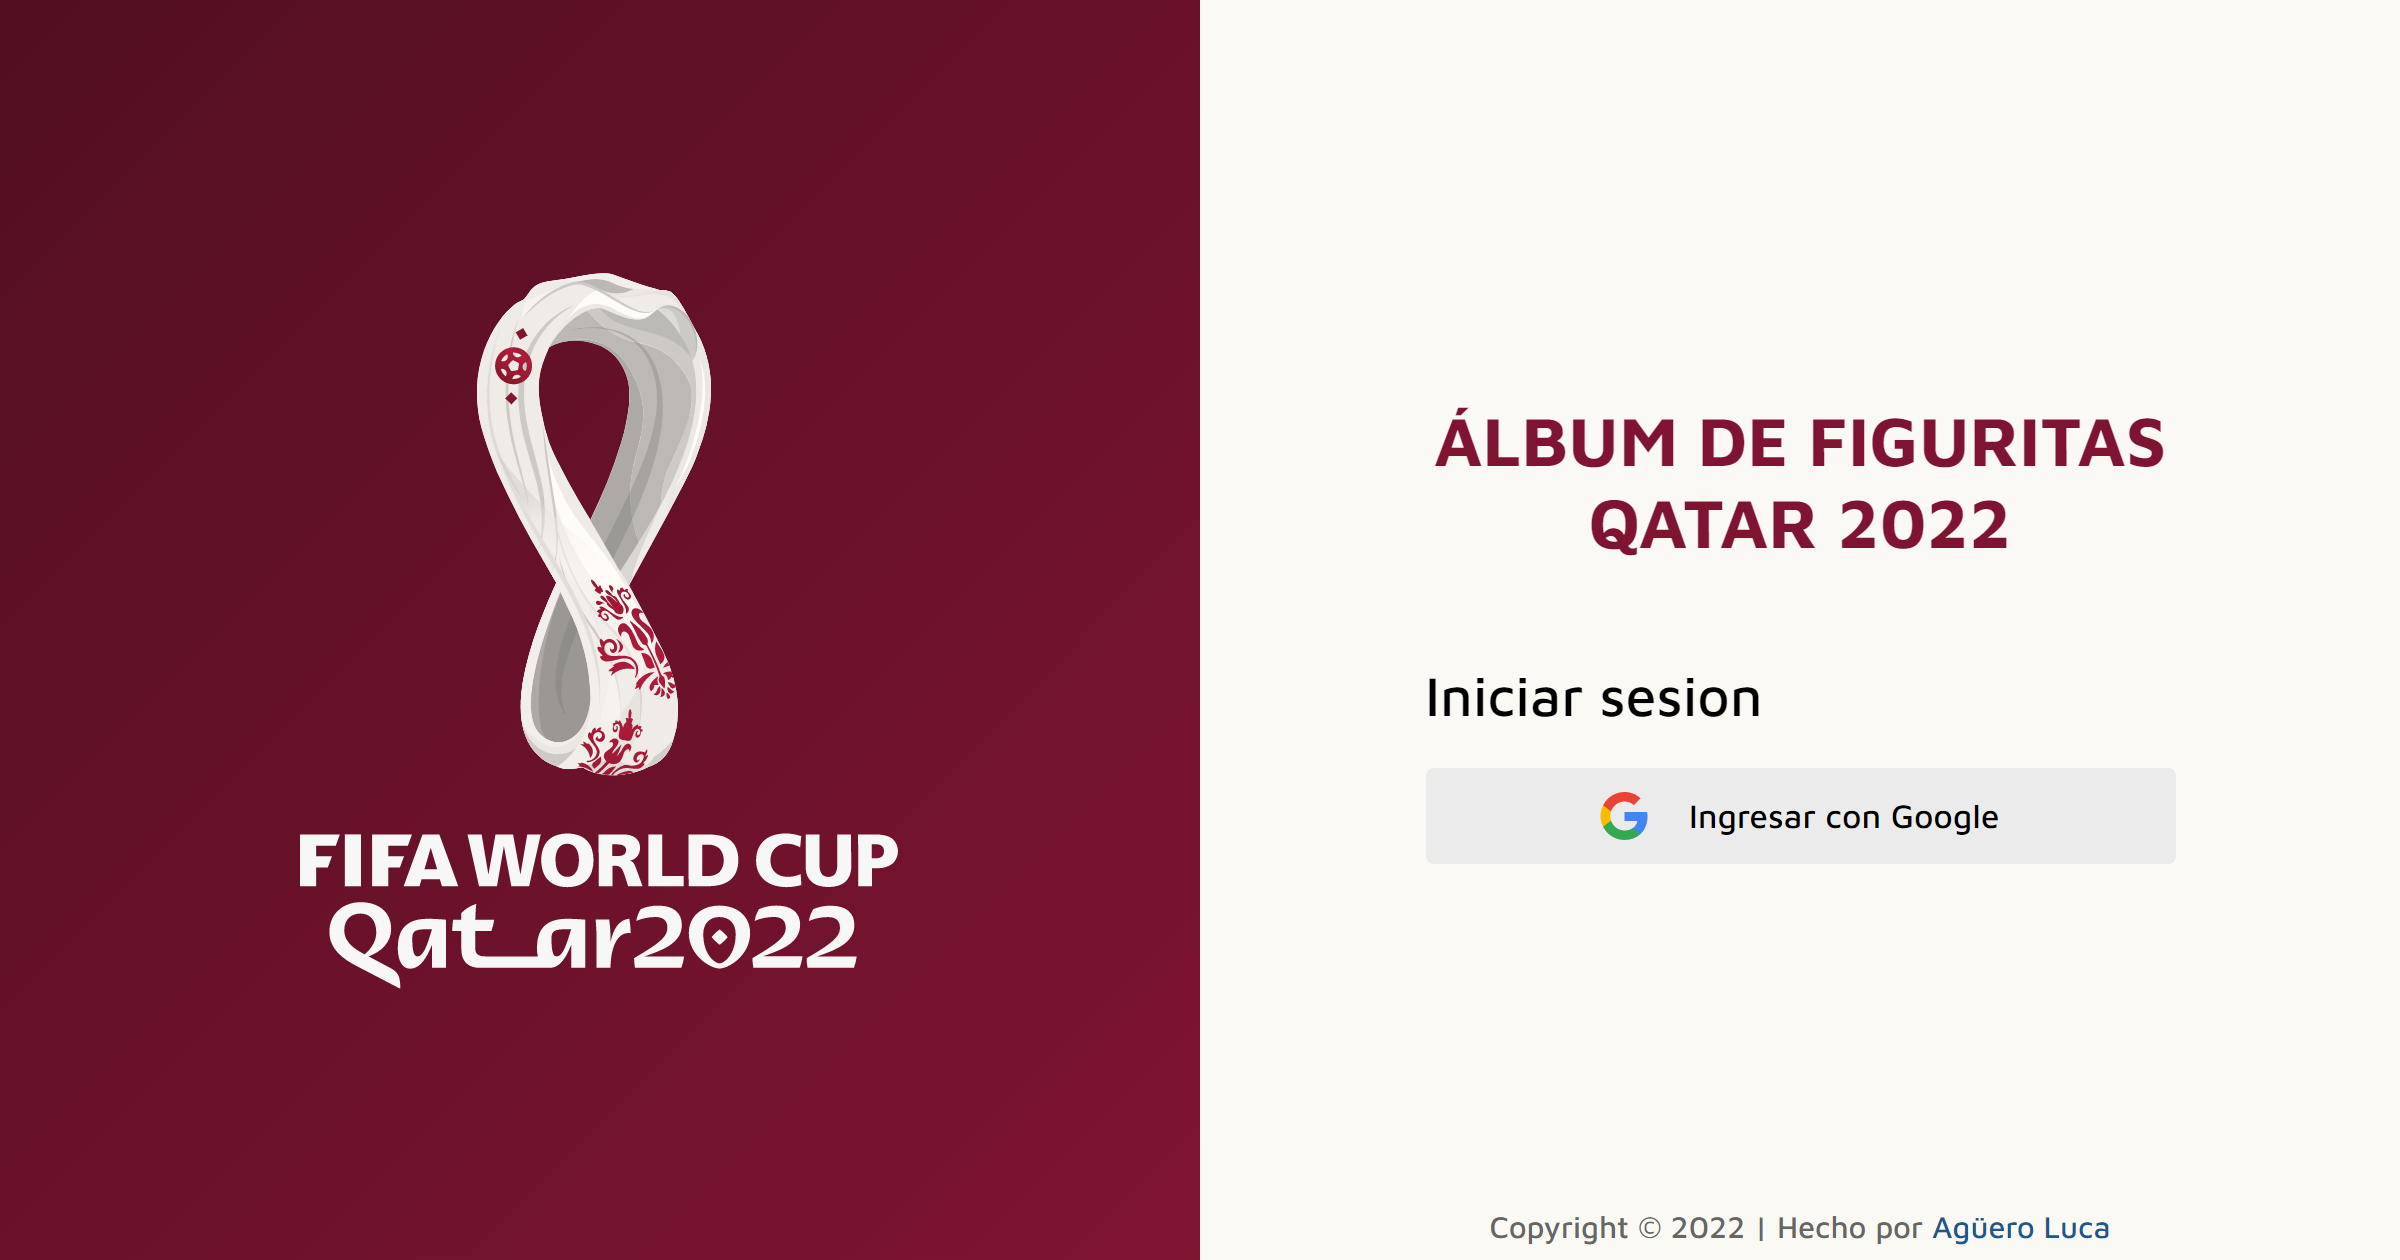 FIFA WORLD CUP
Qatar2022
ÁLBUM DE FIGURITAS
QATAR 2022
Iniciar sesion
Ingresar con Google
Copyright © 2022 | Hecho por Agüero Luca